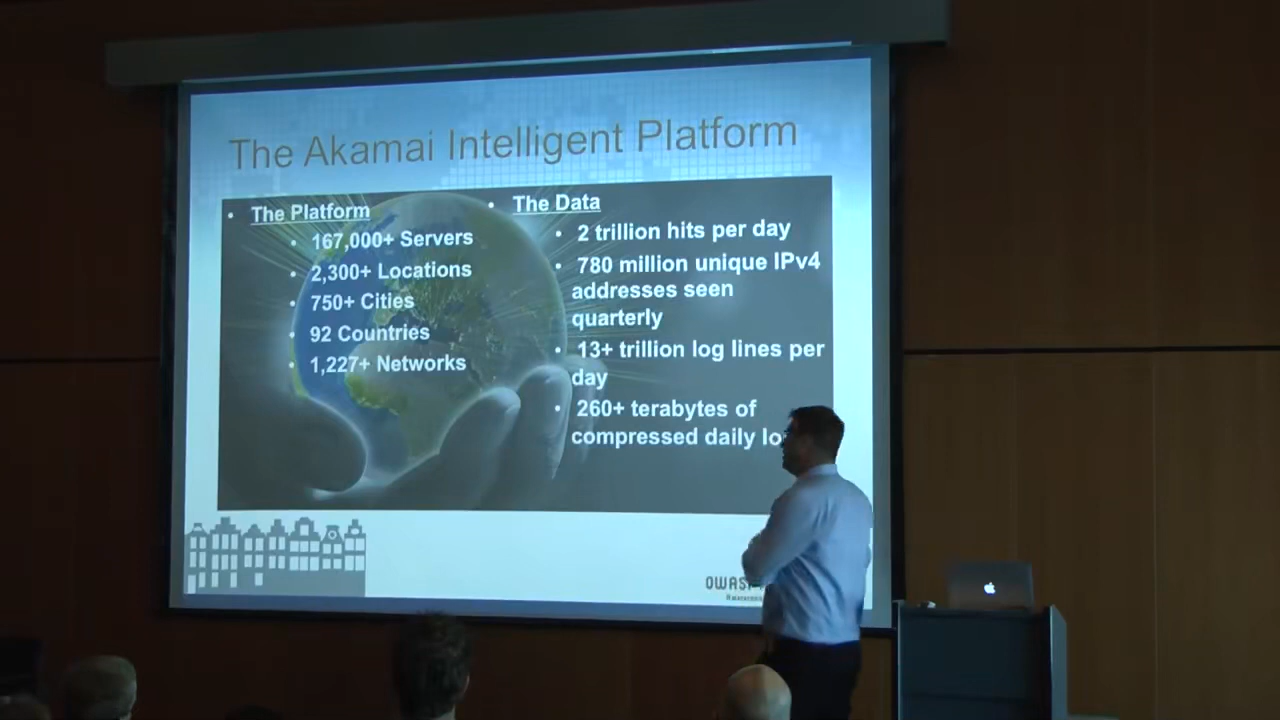 The Akamai Intelligent Platform
• The Platform
• 167,000+ Servers
• 2,300+ Locations
• 750+ Cities
• 92 Countries
• 1,227+ Networks
• The Data
• 2 trillion hits per day
• 780 million unique IPv4
addresses seen
quarterly
• 13+ trillion log lines per
day
• 260+ terabytes of
compressed daily